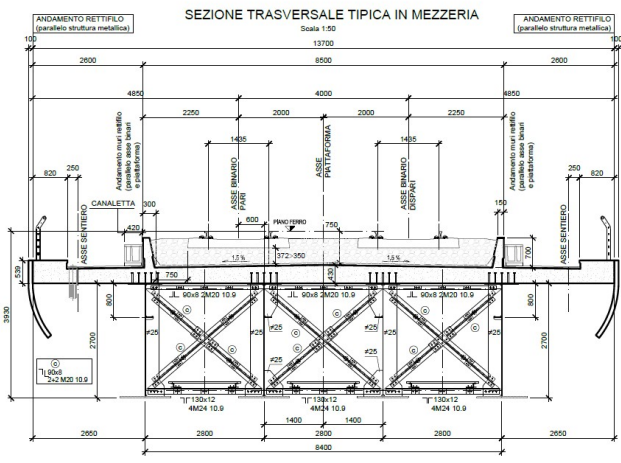 SEZIONE TRASVERSALE TIPICA IN MEZZERIA
Scala 1:50
ANDAMENTO RETTIFILO
(parallelo struttura metallica)
ANDAMENTO RETTIFILO
(parallelo struttura metallica)
100
13700
100
2600
8500
2600
4850
4000
4850
2250
2000
2000
2250
1435
1435
820
250
250
820
Andamento muri rettifilo
(parallelo asse binari
e piattaforma)
ASSE BINARIO
PARI
ASSE
PIATTAFORMA
ASSE BINARIO
DISPARI
Andamento muri rettifilo
(parallelo asse binari
e piattaforma)
ASSE SENTIERO
CANALETTA
300
150
ASSE SENTIERO
420
600
PIANO FERRO
750
539
1,5 %
372>350
1,5 %
700
750
430
800
JL 90x8 2M20 10.9
90x8 2M20 10.9
90x8 2M20 10.9
800
3930
2700
≠25
≠25
≠25
≠25
2700
C
L90x8
2+2 M20 10.9
C
C
C
C
C
C
130x12
4M24 10.9
130x12
4M24 10.9
130x12
4M24 10.9
1400
1400
2650
2800
2800
2800
2650
8400